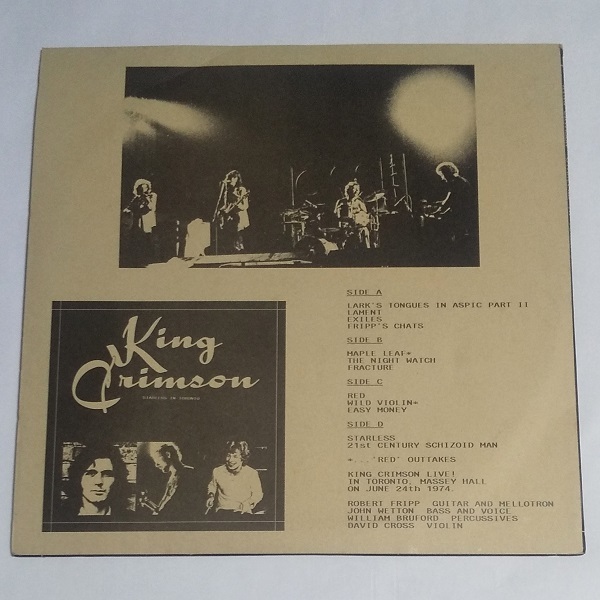 King
Crimson
SIDE A
LARK'S TONGUES IN ASPIC PART II
LAMENT
EXILES
FRIPP'S CHATS
SIDE B
MAPLE LEAF+
THE NIGHT WATCH
FRACTURE
SIDE C
RED
WILD VIOLIN+
EASY MONEY
SIDE D
STARLESS
21st CENTURY SCHIZOID MAN
+...'RED' OUTTAKES
KING CRIMSON LIVE!
IN TORONTO, MASSEY HALL
ON JUNE 24th 1974.
ROBERT FRIPP GUITAR AND MELLOTRON
JOHN WETTON BASS AND VOICE
WILLIAM BRUFORD PERCUSSIVES
DAVID CROSS VIOLIN